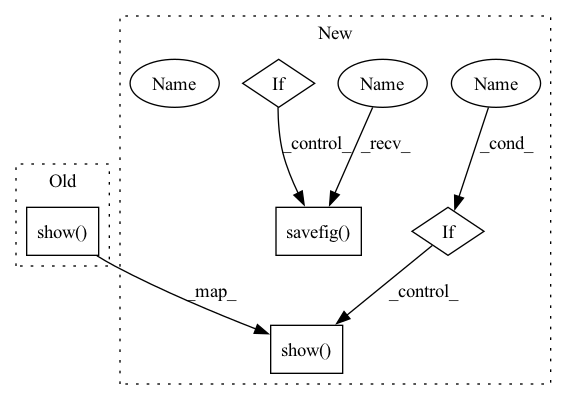 New
Name
If
Name
Name
_control_
_recv_
_cond_
Old
show()
savefig()
If
_map_
_control_
show()